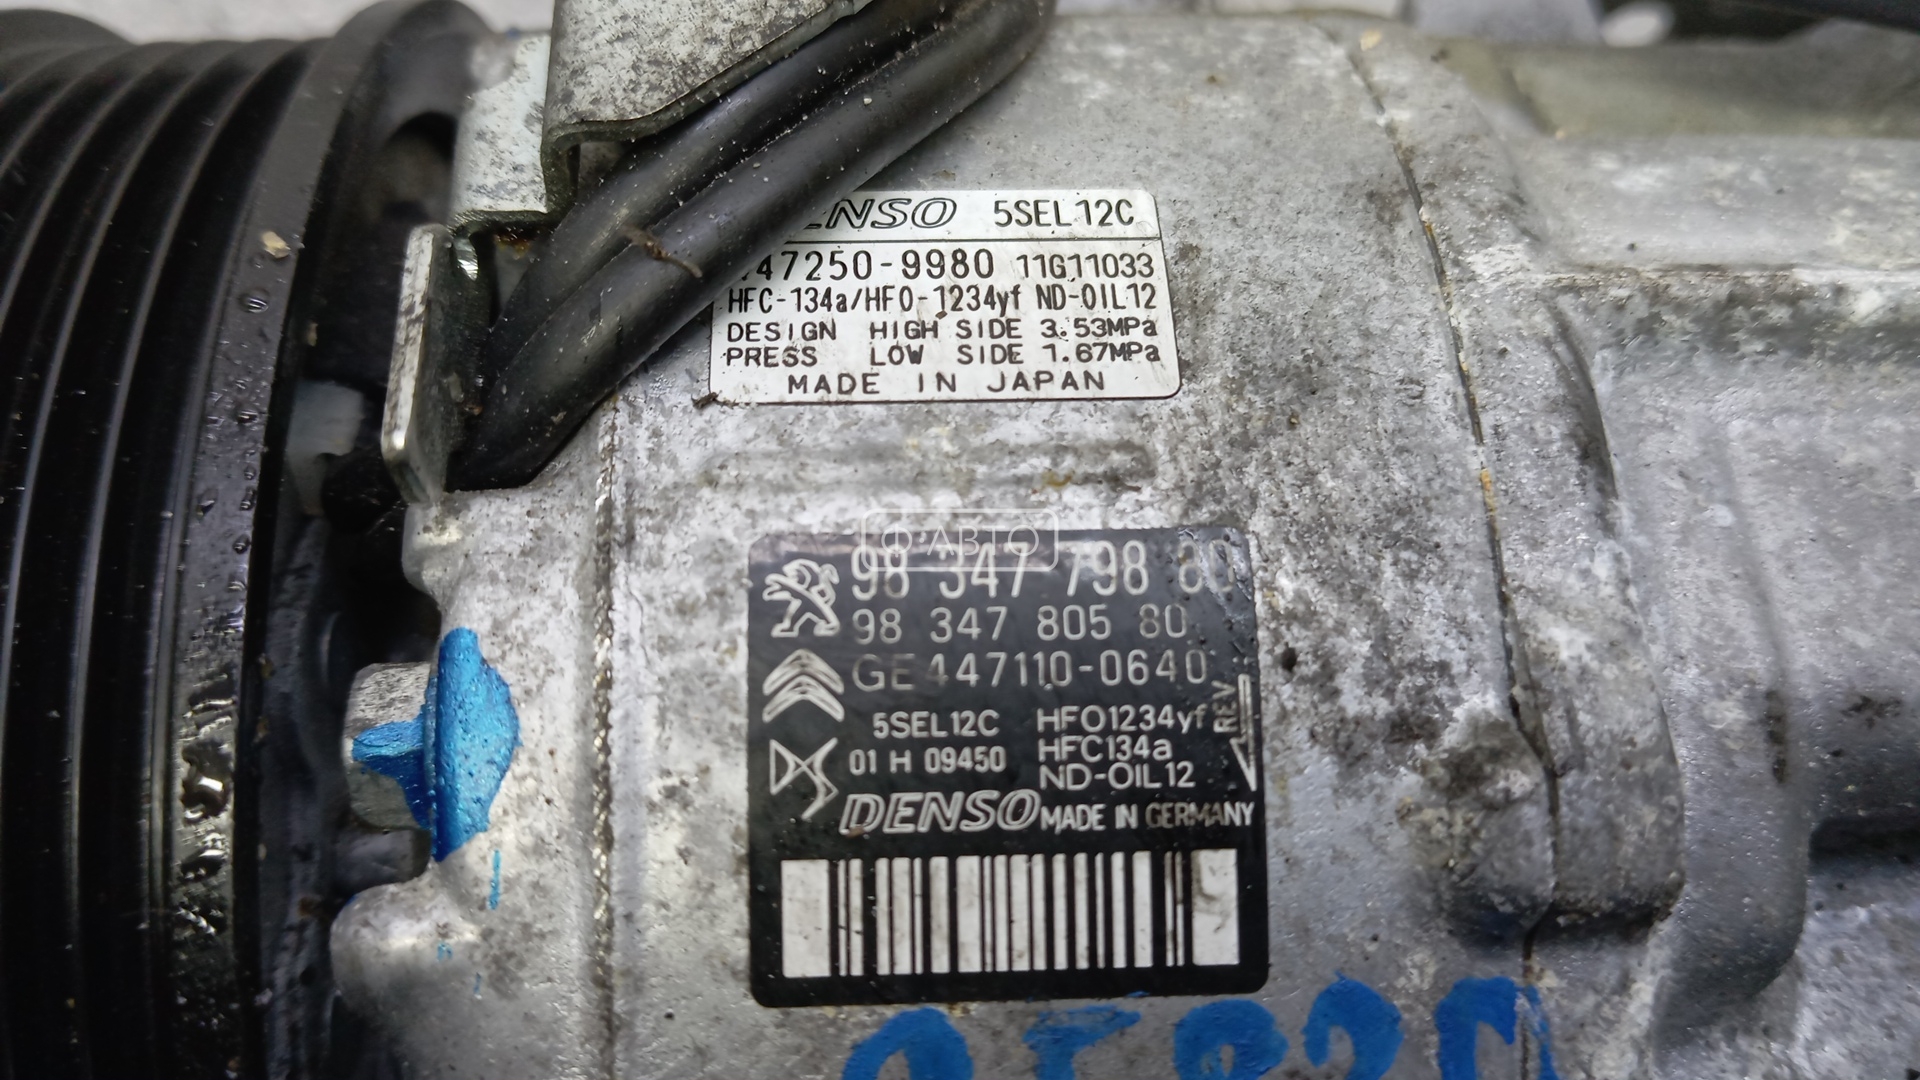 5SEL12C
47250-9980 11G11033
HFC-134a/HFO-1234yf ND-OIL12
DESIGN HIGH SIDE 3.53MPa
PRESS LOW SIDE 1.67MPa
MADE IN JAPAN
Ф-АВТО
98 347 798 80
98 347 805 80
GE447110-0640
5SEL12C HFO1234yf
01 H 09450 HFC134a
ND-OIL12
REV
DENSO MADE IN GERMANY